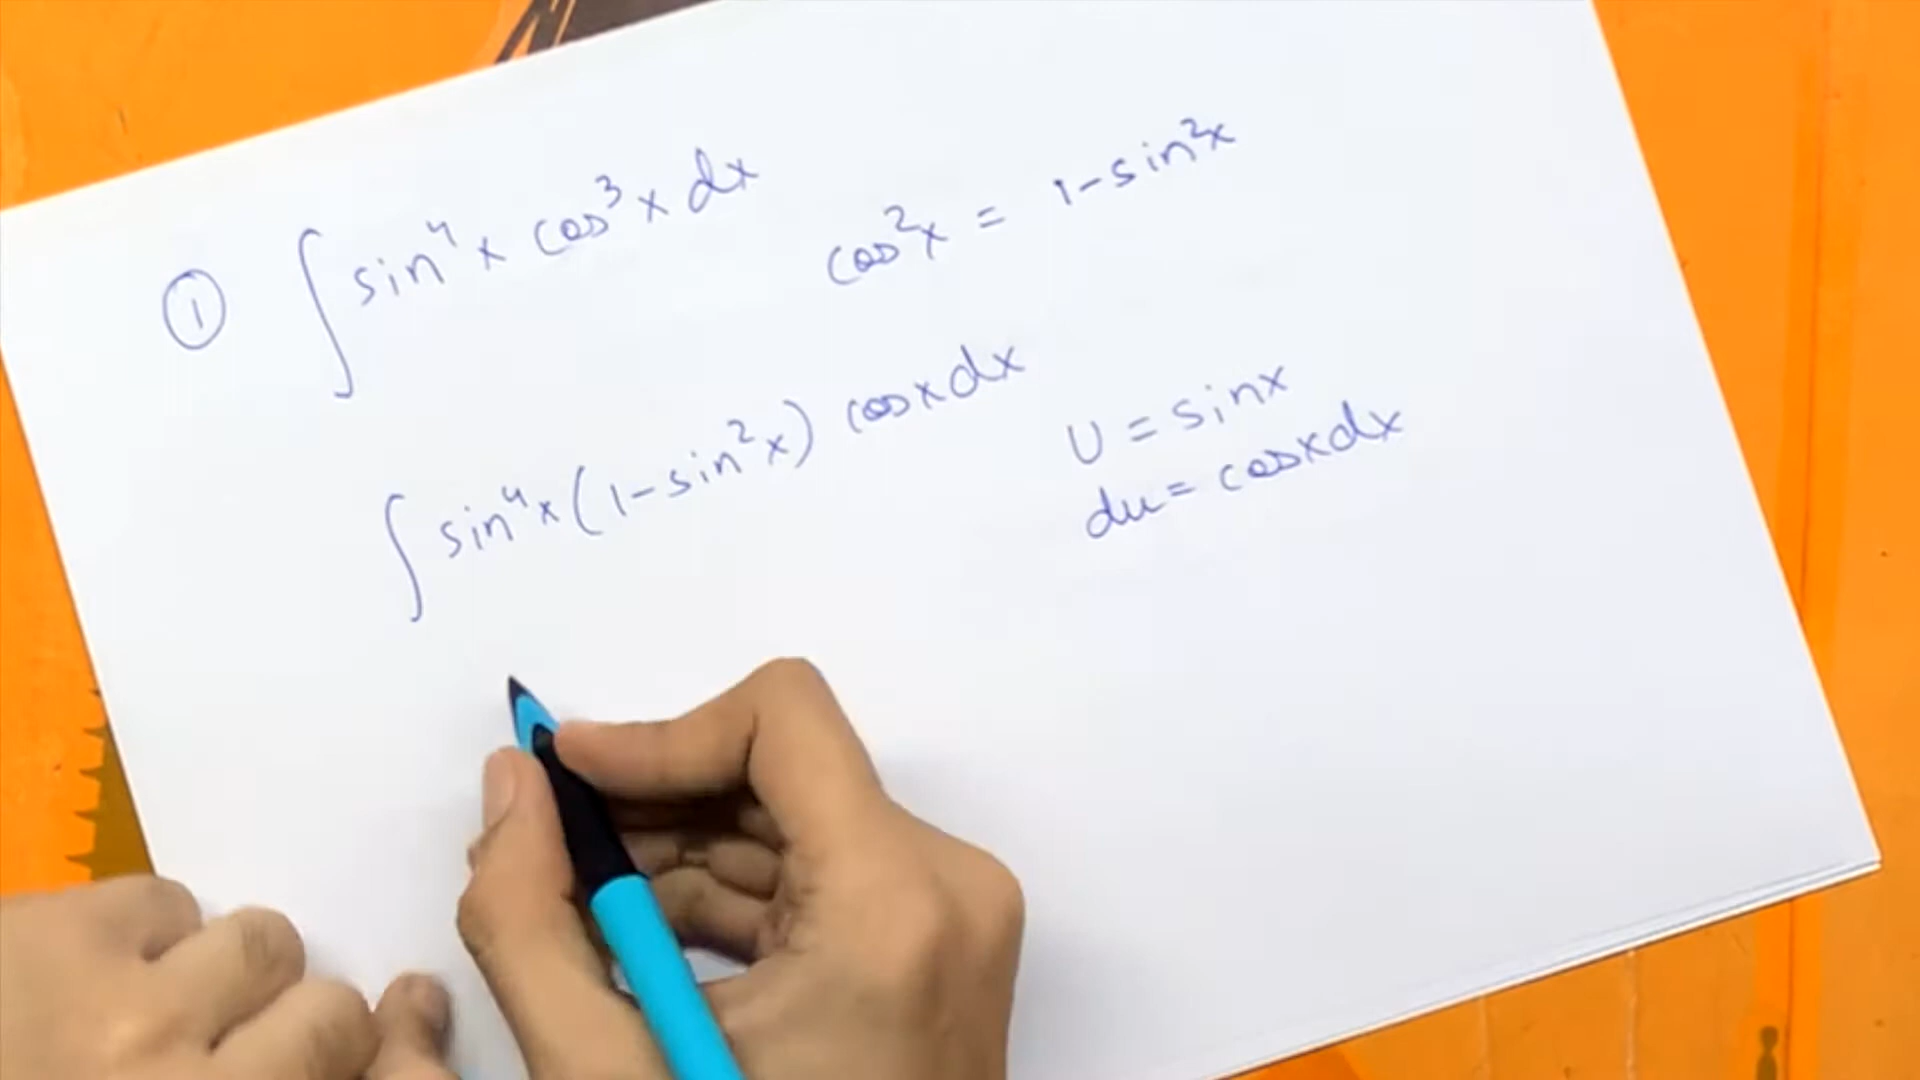 ① ∫ sin⁴x cos³x dx
cos²x = 1-sin²x
∫ sin⁴x (1-sin²x) cosx dx
U = sinx
du = cosxdx